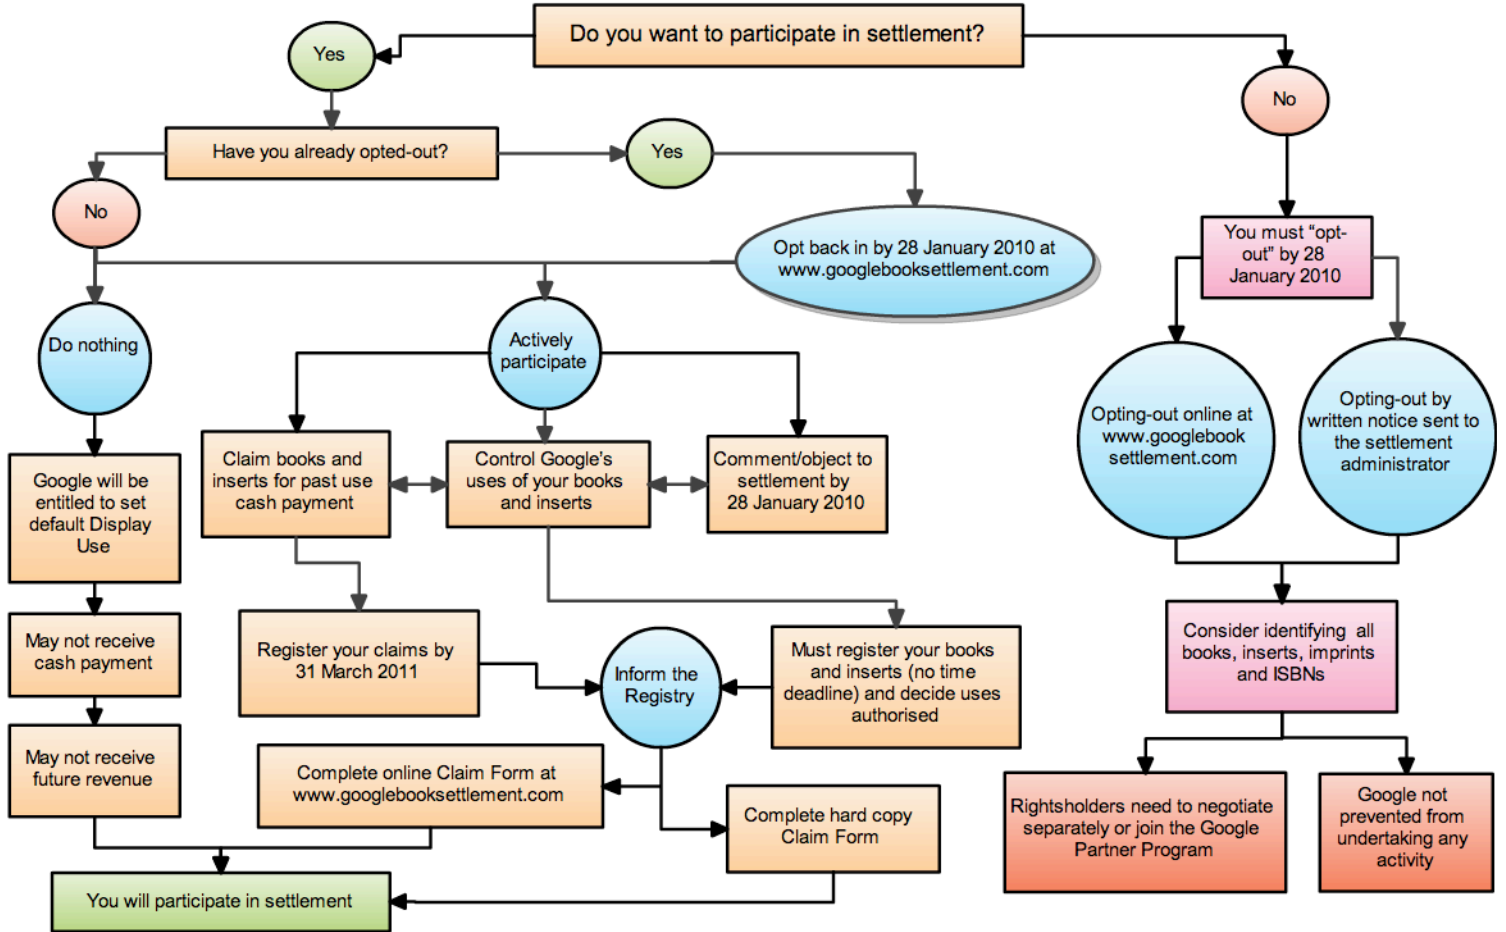 Do you want to participate in settlement?
Yes
No
Have you already opted-out?
Yes
No
You must “opt-
out” by 28
January 2010
Opt back in by 28 January 2010 at
www.googlebooksettlement.com
Do nothing
Actively
participate
Opting-out online at
www.googlebook
settlement.com
Opting-out by
written notice sent to
the settlement
administrator
Google will be
entitled to set
default Display
Use
Claim books and
inserts for past use
cash payment
Control Google’s
uses of your books
and inserts
Comment/object to
settlement by
28 January 2010
May not receive
cash payment
Register your claims by
31 March 2011
Inform the
Registry
Must register your books
and inserts (no time
deadline) and decide uses
authorised
Consider identifying all
books, inserts, imprints
and ISBNs
May not receive
future revenue
Complete online Claim Form at
www.googlebooksettlement.com
Complete hard copy
Claim Form
Rightsholders need to negotiate
separately or join the Google
Partner Program
Google not
prevented from
undertaking any
activity
You will participate in settlement